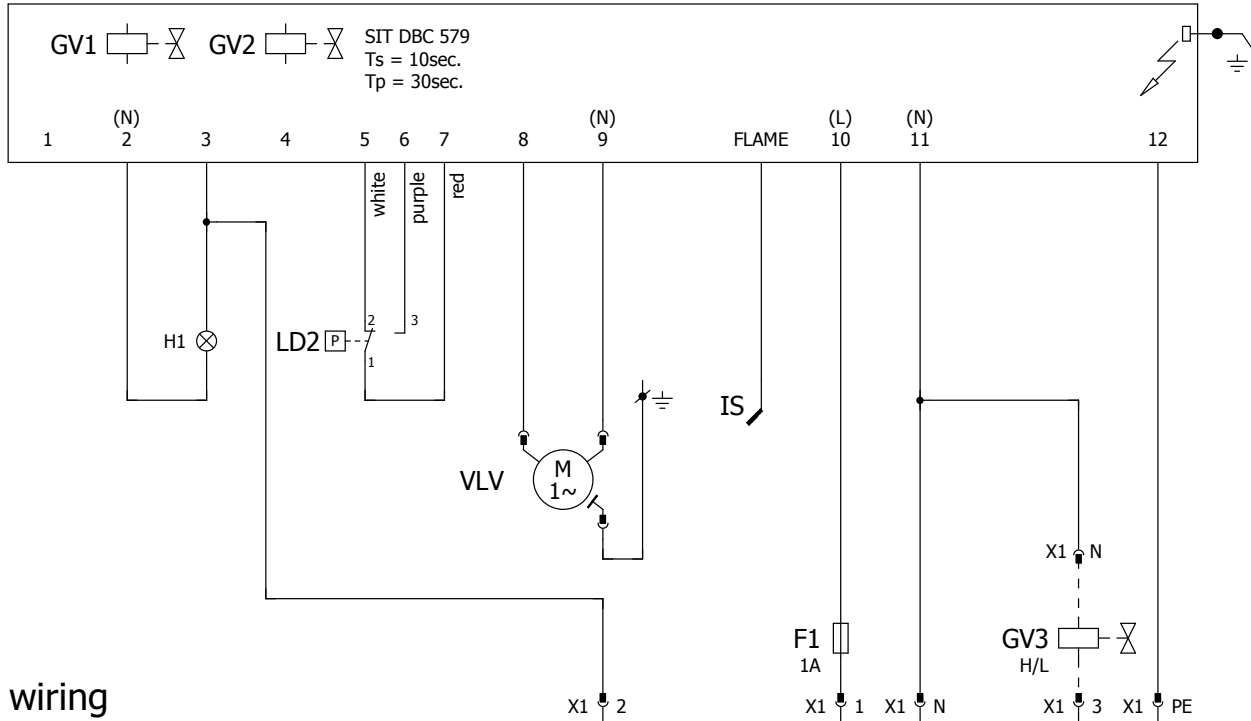 GV1 GV2 SIT DBC 579
Ts = 10sec.
Tp = 30sec.
(N) (N) (L) (N)
1 2 3 4 5 6 7 8 9 FLAME 10 11 12
white purple red
2 3
H1 LD2 P
1
IS
VLV M
1~
X1 N
F1 GV3
1A H/L
wiring X1 2 X1 1 X1 N X1 3 X1 PE